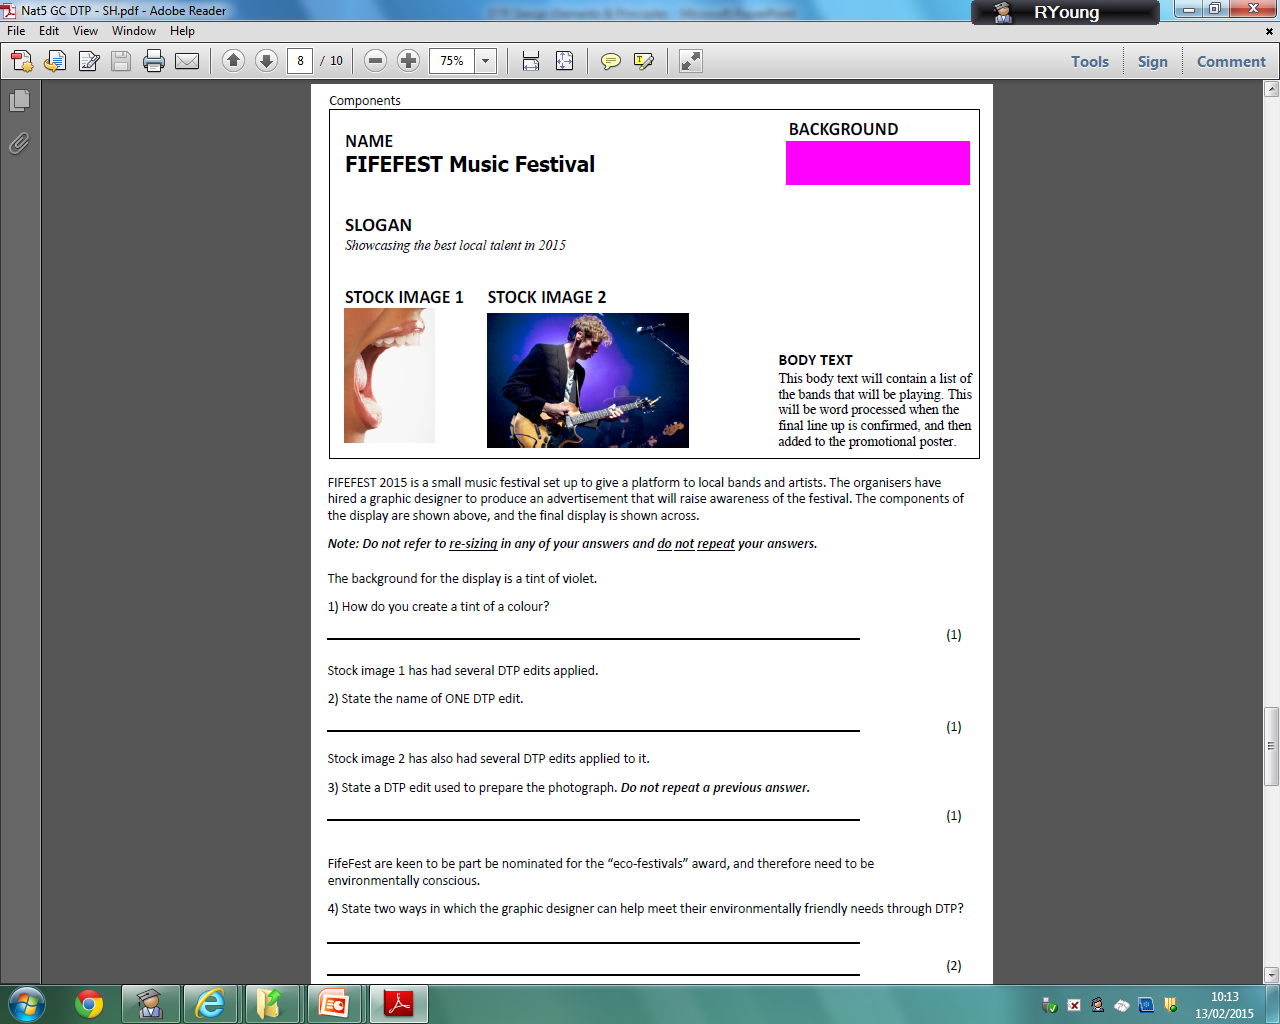 Nat5 GC DTP - SH.pdf - Adobe Reader
RYoung
File Edit View Window Help
8 / 10 75%
Tools Sign Comment
Components
NAME
FIFEFEST Music Festival
BACKGROUND
SLOGAN
Showcasing the best local talent in 2015
STOCK IMAGE 1 STOCK IMAGE 2
BODY TEXT
This body text will contain a list of
the bands that will be playing. This
will be word processed when the
final line up is confirmed, and then
added to the promotional poster.
FIFEFEST 2015 is a small music festival set up to give a platform to local bands and artists. The organisers have
hired a graphic designer to produce an advertisement that will raise awareness of the festival. The components of
the display are shown above, and the final display is shown across.
Note: Do not refer to re-sizing in any of your answers and do not repeat your answers.
The background for the display is a tint of violet.
1) How do you create a tint of a colour?
(1)
Stock image 1 has had several DTP edits applied.
2) State the name of ONE DTP edit.
(1)
Stock image 2 has also had several DTP edits applied to it.
3) State a DTP edit used to prepare the photograph. Do not repeat a previous answer.
(1)
FifeFest are keen to be part be nominated for the “eco-festivals” award, and therefore need to be
environmentally conscious.
4) State two ways in which the graphic designer can help meet their environmentally friendly needs through DTP?
(2)
10:13
13/02/2015